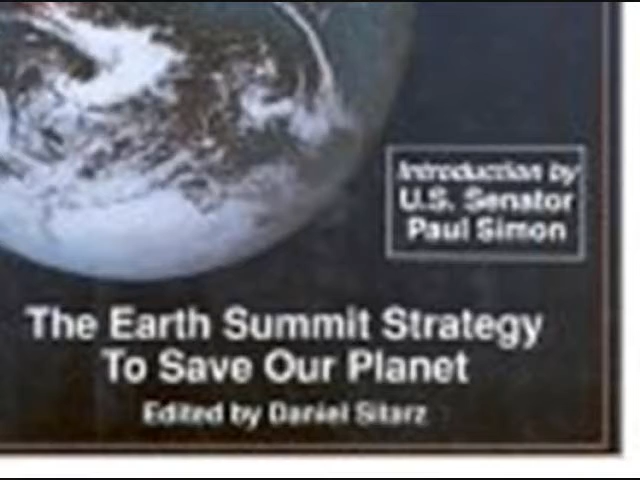 Introduction by
U.S. Senator
Paul Simon
The Earth Summit Strategy
To Save Our Planet
Edited by Daniel Sitarz